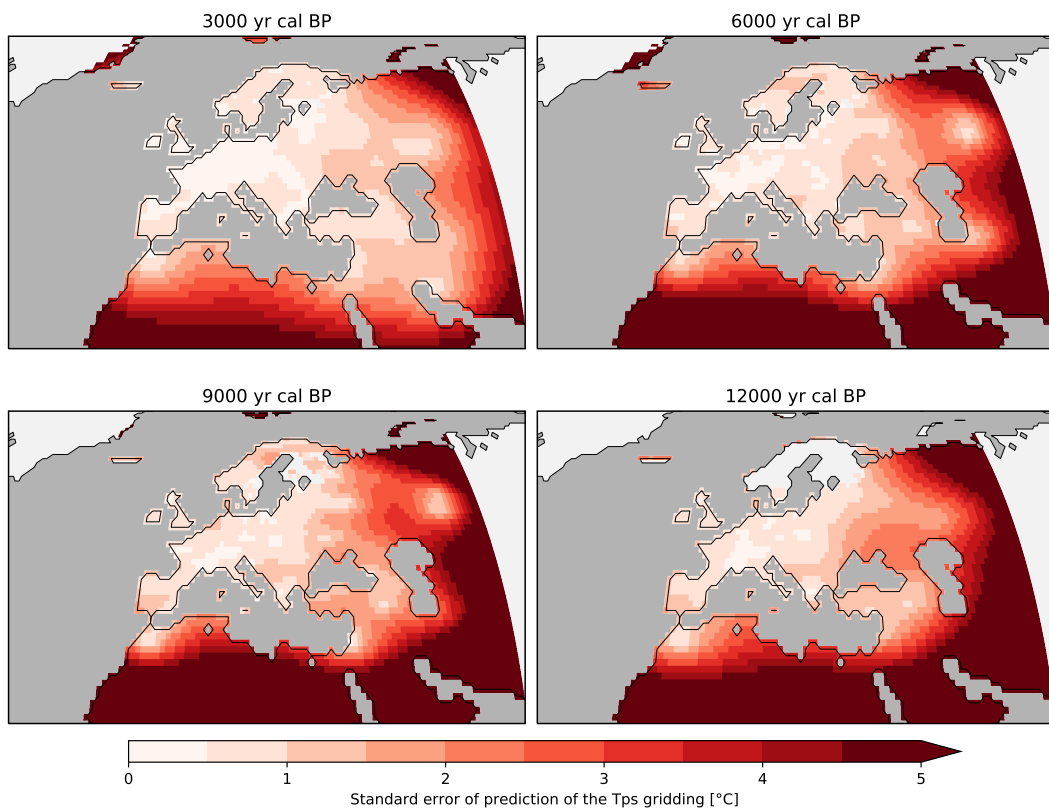 3000 yr cal BP
6000 yr cal BP
9000 yr cal BP
12000 yr cal BP
0 1 2 3 4 5
Standard error of prediction of the Tps gridding [°C]